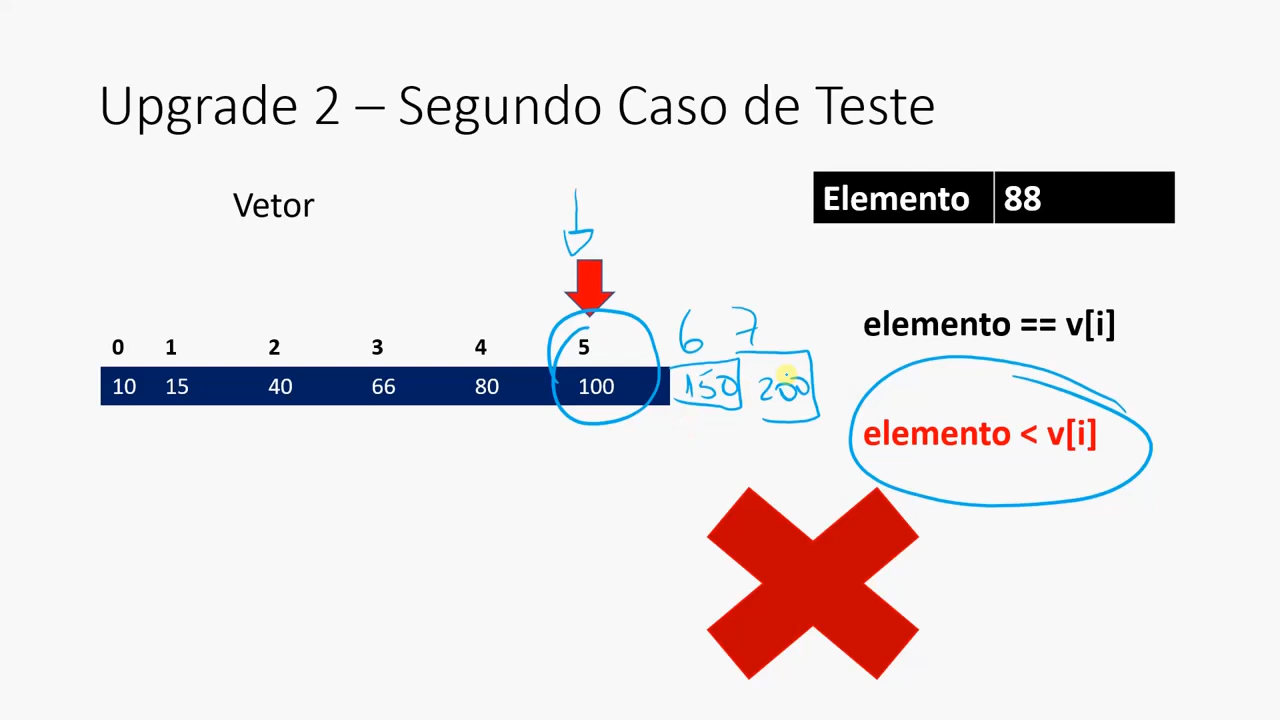 Upgrade 2 – Segundo Caso de Teste
Vetor
Elemento 88
elemento == v[i]
6 7
0 1 2 3 4 5
10 15 40 66 80 100 150 200
elemento < v[i]